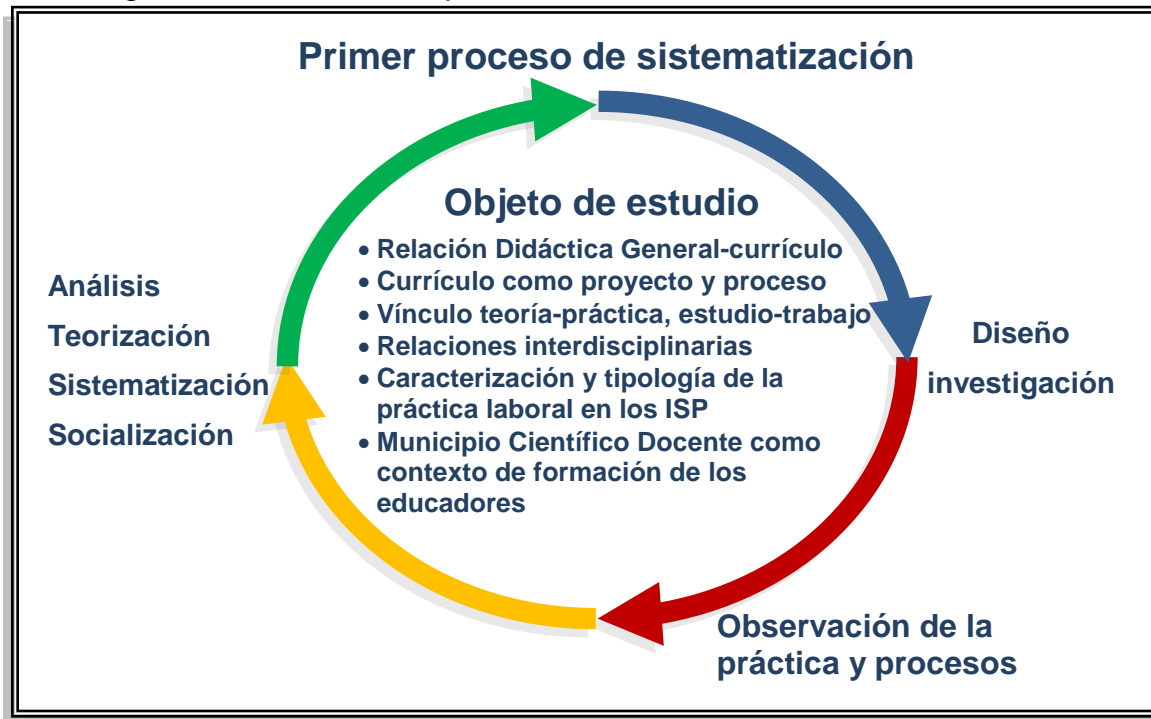 Primer proceso de sistematización
Objeto de estudio
• Relación Didáctica General-currículo
• Currículo como proyecto y proceso
• Vínculo teoría-práctica, estudio-trabajo
• Relaciones interdisciplinarias
• Caracterización y tipología de la
práctica laboral en los ISP
• Municipio Científico Docente como
contexto de formación de los
educadores
Análisis
Teorización
Sistematización
Socialización
Diseño
investigación
Observación de la
práctica y procesos